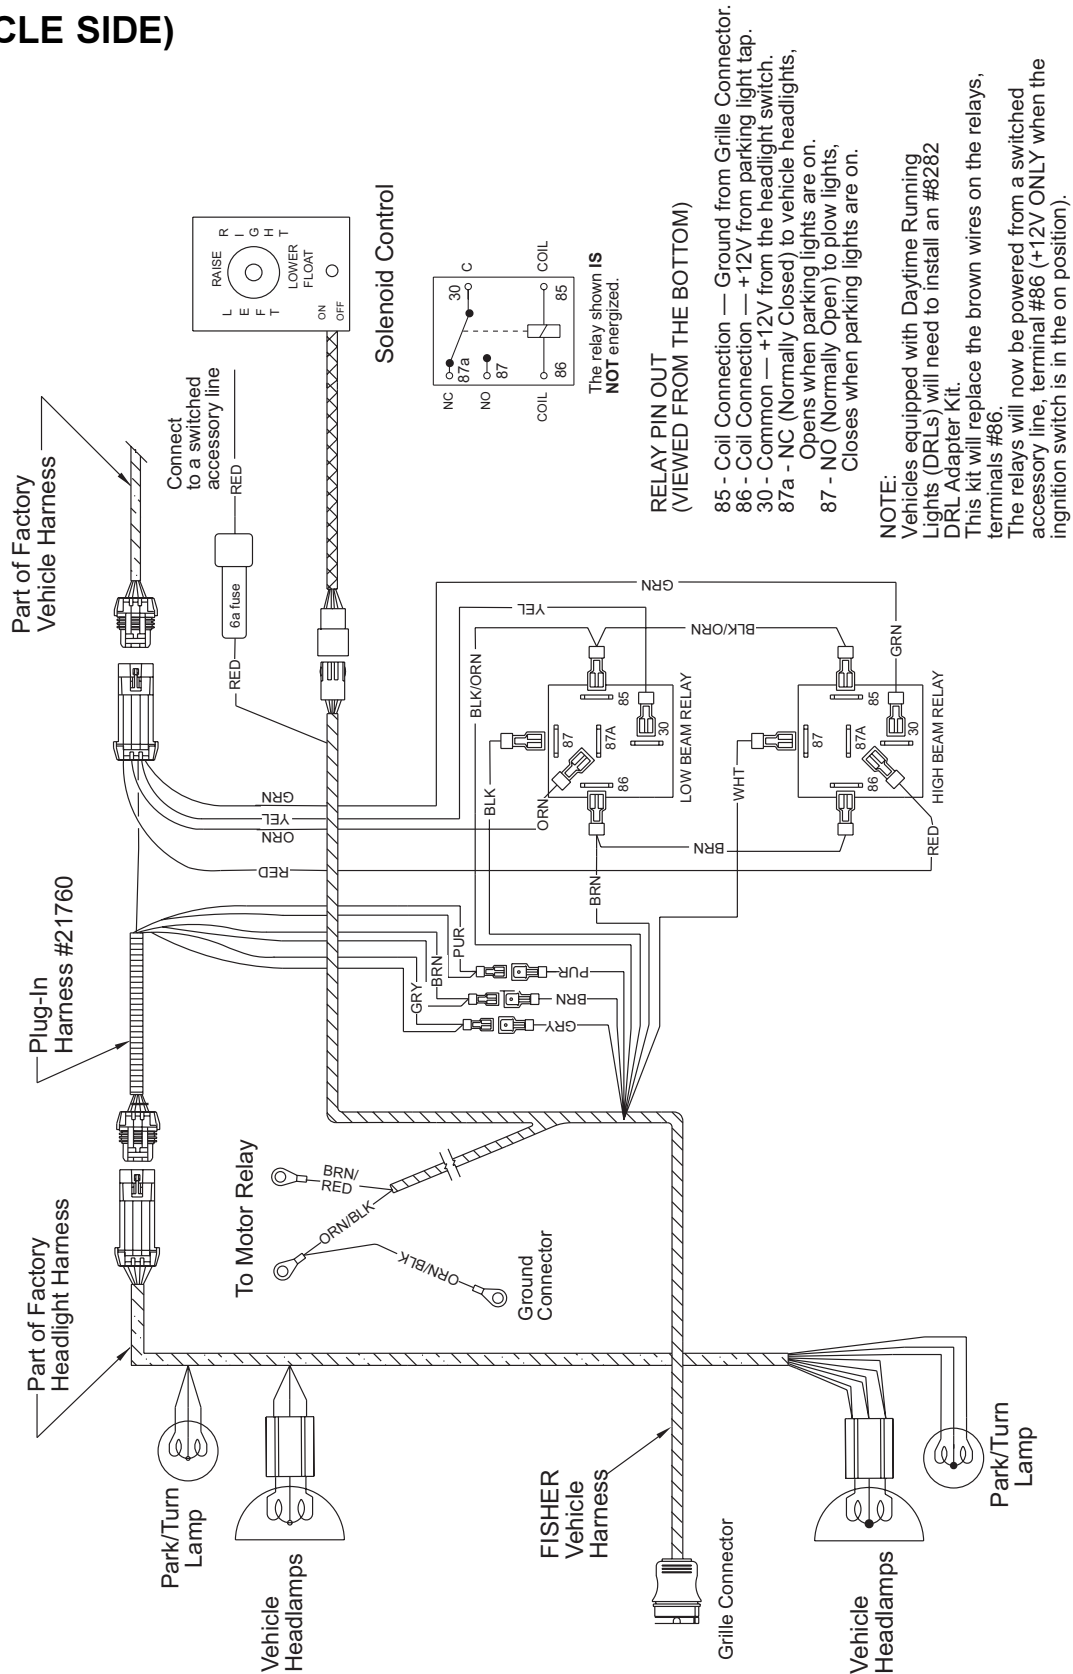 CLE SIDE)
Part of Factory
Vehicle Harness
Plug-In
Harness #21760
Part of Factory
Headlight Harness
Park/Turn
Lamp
Vehicle
Headlamps
Connect
to a switched
accessory line
RED
6a fuse
RED
RAISE
LEFT
RIGHT
LOWER
FLOAT
ON
OFF
Solenoid Control
NC
87a
30
C
NO
87
COIL
86
85
COIL
The relay shown IS
NOT energized.
RELAY PIN OUT
(VIEWED FROM THE BOTTOM)
85 - Coil Connection — Ground from Grille Connector.
86 - Coil Connection — +12V from parking light tap.
30 - Common — +12V from the headlight switch.
87a - NC (Normally Closed) to vehicle headlights,
Opens when parking lights are on.
87 - NO (Normally Open) to plow lights,
Closes when parking lights are on.
NOTE:
Vehicles equipped with Daytime Running
Lights (DRLs) will need to install an #8282
DRL Adapter Kit.
This kit will replace the brown wires on the relays,
terminals #86.
The relays will now be powered from a switched
accessory line, terminal #86 (+12V ONLY when the
ingnition switch is in the on position).
GRN
YEL
ORN
RED
GRN
YEL
BLK/ORN
BLK/ORN
BLK
ORN
BRN
BRN
WHT
GRN
RED
87
87A
85
86
30
LOW BEAM RELAY
87
87A
85
86
30
HIGH BEAM RELAY
PUR
BRN
GRY
PUR
BRN
GRY
To Motor Relay
BRN/
RED
ORN/BLK
ORN/BLK
Ground
Connector
FISHER
Vehicle
Harness
Grille Connector
Vehicle
Headlamps
Park/Turn
Lamp